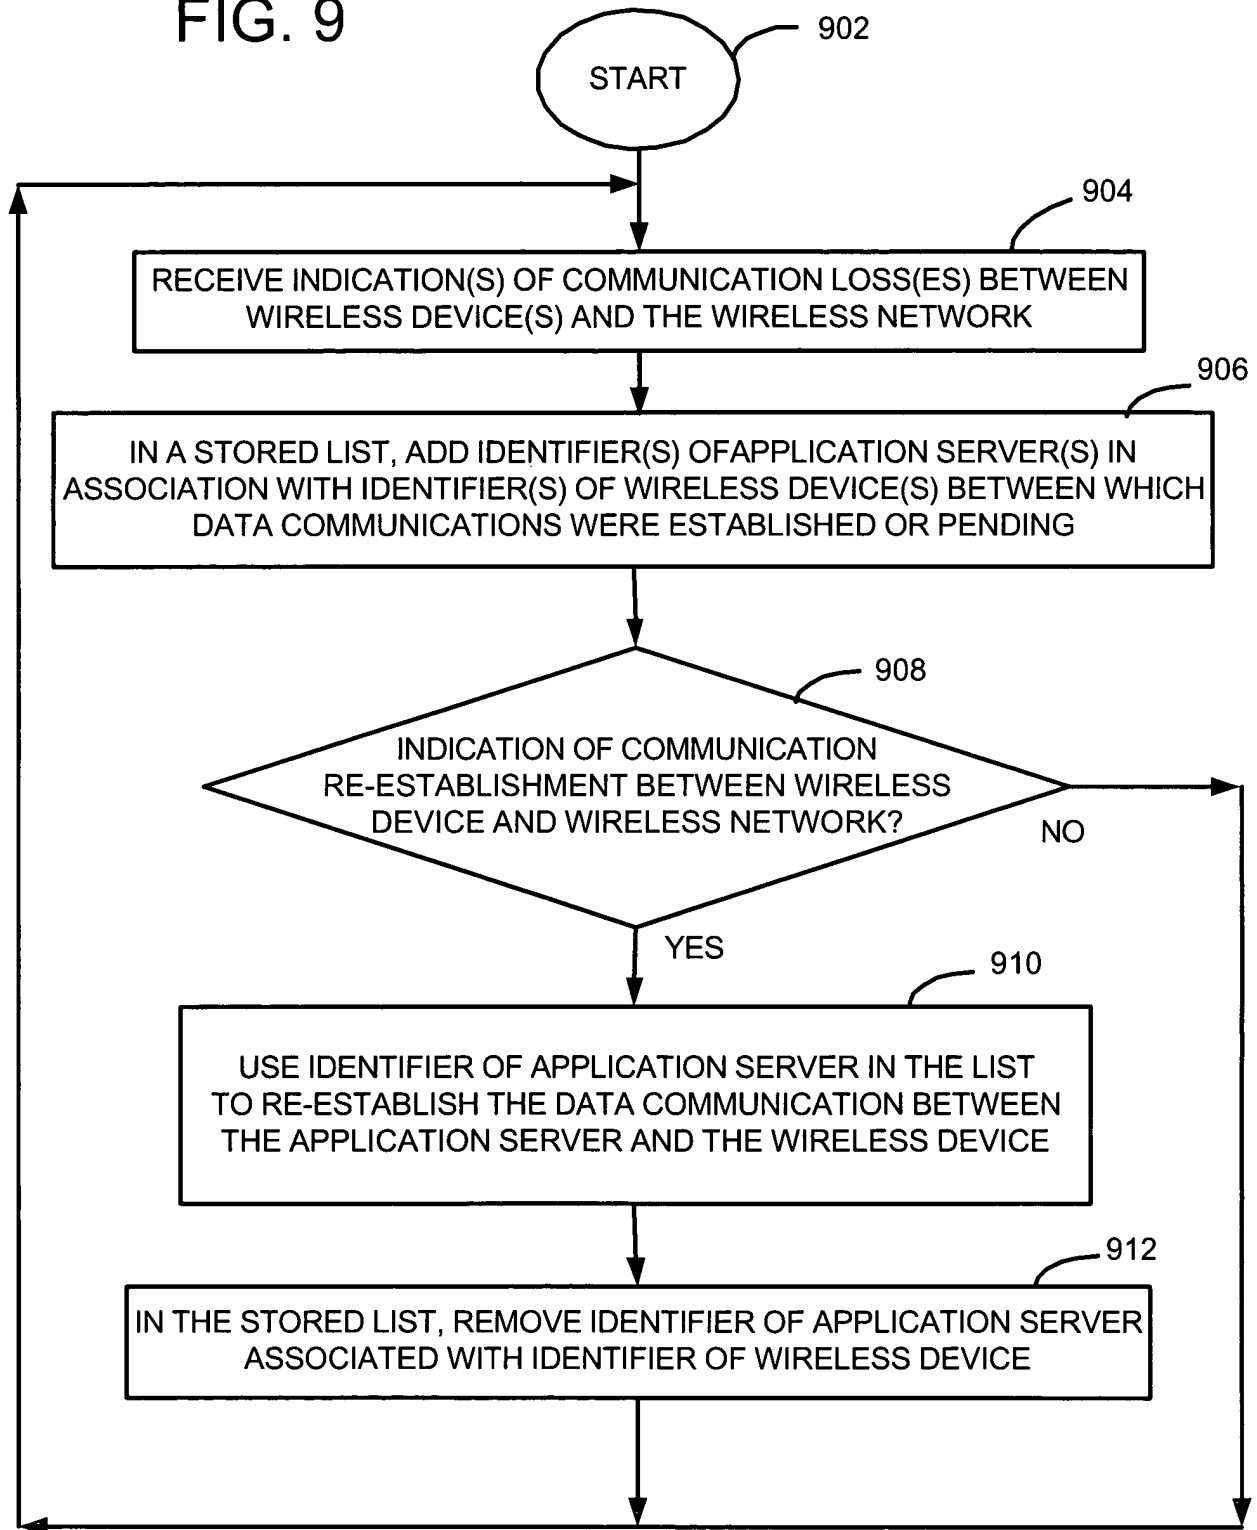 FIG. 9
902
START
904
RECEIVE INDICATION(S) OF COMMUNICATION LOSS(ES) BETWEEN
WIRELESS DEVICE(S) AND THE WIRELESS NETWORK
906
IN A STORED LIST, ADD IDENTIFIER(S) OFAPPLICATION SERVER(S) IN
ASSOCIATION WITH IDENTIFIER(S) OF WIRELESS DEVICE(S) BETWEEN WHICH
DATA COMMUNICATIONS WERE ESTABLISHED OR PENDING
908
INDICATION OF COMMUNICATION
RE-ESTABLISHMENT BETWEEN WIRELESS
DEVICE AND WIRELESS NETWORK?
NO
YES
910
USE IDENTIFIER OF APPLICATION SERVER IN THE LIST
TO RE-ESTABLISH THE DATA COMMUNICATION BETWEEN
THE APPLICATION SERVER AND THE WIRELESS DEVICE
912
IN THE STORED LIST, REMOVE IDENTIFIER OF APPLICATION SERVER
ASSOCIATED WITH IDENTIFIER OF WIRELESS DEVICE